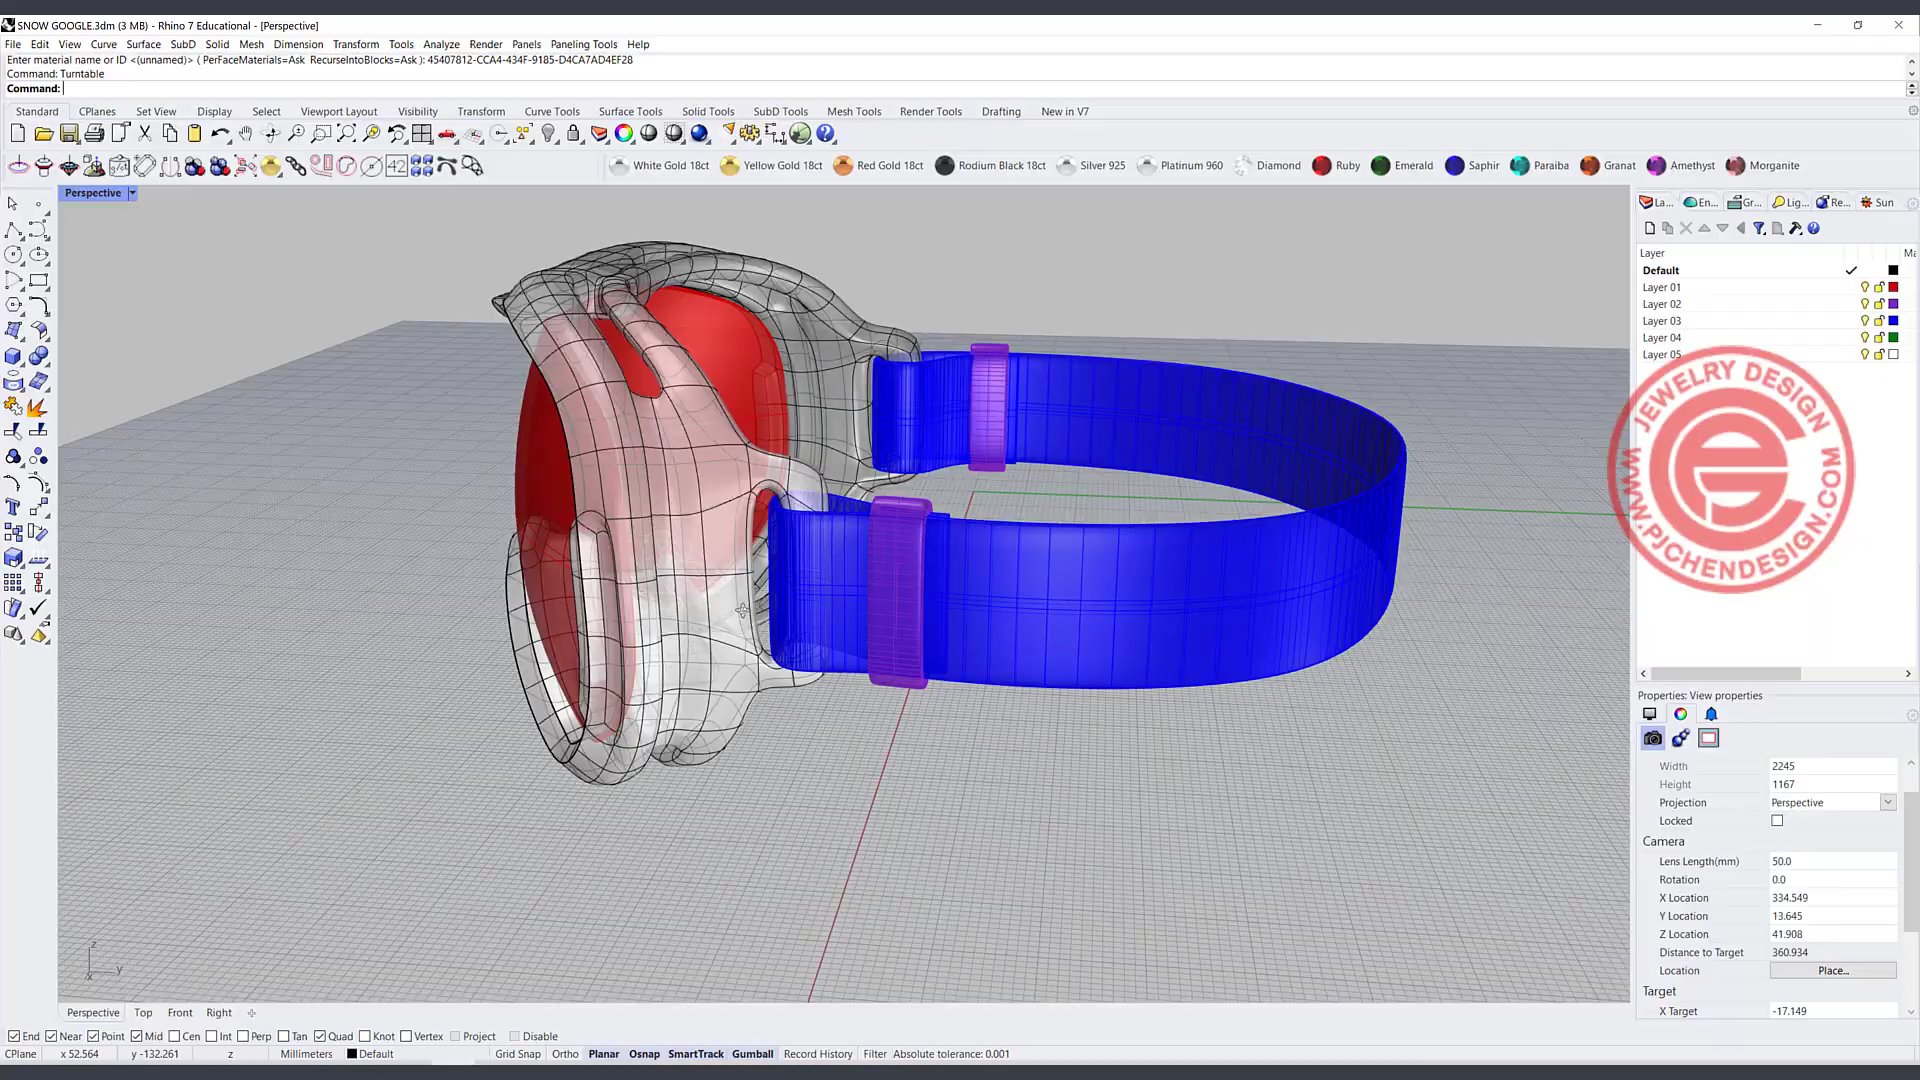 SNOW GOOGLE.3dm (3 MB) - Rhino 7 Educational - [Perspective]
File Edit View Curve Surface SubD Solid Mesh Dimension Transform Tools Analyze Render Panels Paneling Tools Help
Enter material name or ID <(unnamed)> ( PerFaceMaterials=Ask RecurseIntoBlocks=Ask ): 45407812-CCA4-434F-9185-D4CA7AD4EF28
Command: Turntable
Command:
Standard CPlanes Set View Display Select Viewport Layout Visibility Transform Curve Tools Surface Tools Solid Tools SubD Tools Mesh Tools Render Tools Drafting New in V7
42 White Gold 18ct Yellow Gold 18ct Red Gold 18ct Rodium Black 18ct Silver 925 Platinum 960 Diamond Ruby Emerald Saphir Paraiba Granat Amethyst Morganite
Perspective
La... En... Gr... Lig... Re... Sun
Layer Ma
Default
Layer 01
Layer 02
Layer 03
Layer 04
Layer 05
JEWELRY DESIGN
WWW.PJCHENDESIGN.COM
Properties: View properties
Width 2245
Height 1167
Projection Perspective
Locked
Camera
Lens Length(mm) 50.0
Rotation 0.0
X Location 334.549
Y Location 13.645
Z Location 41.908
Distance to Target 360.934
Location Place...
Target
X Target -17.149
z
y
x
Perspective Top Front Right
End Near Point Mid Cen Int Perp Tan Quad Knot Vertex Project Disable
CPlane x 52.564 y -132.261 z Millimeters Default Grid Snap Ortho Planar Osnap SmartTrack Gumball Record History Filter Absolute tolerance: 0.001